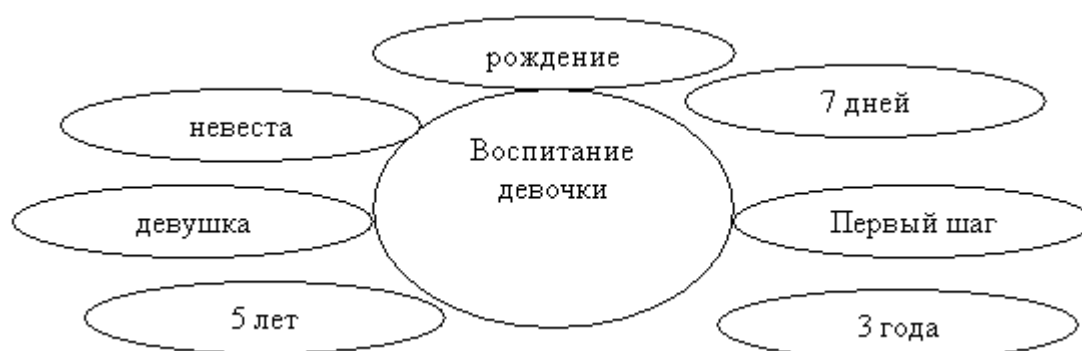 рождение
7 дней
невеста
Воспитание
девочки
девушка
Первый шаг
5 лет
3 года